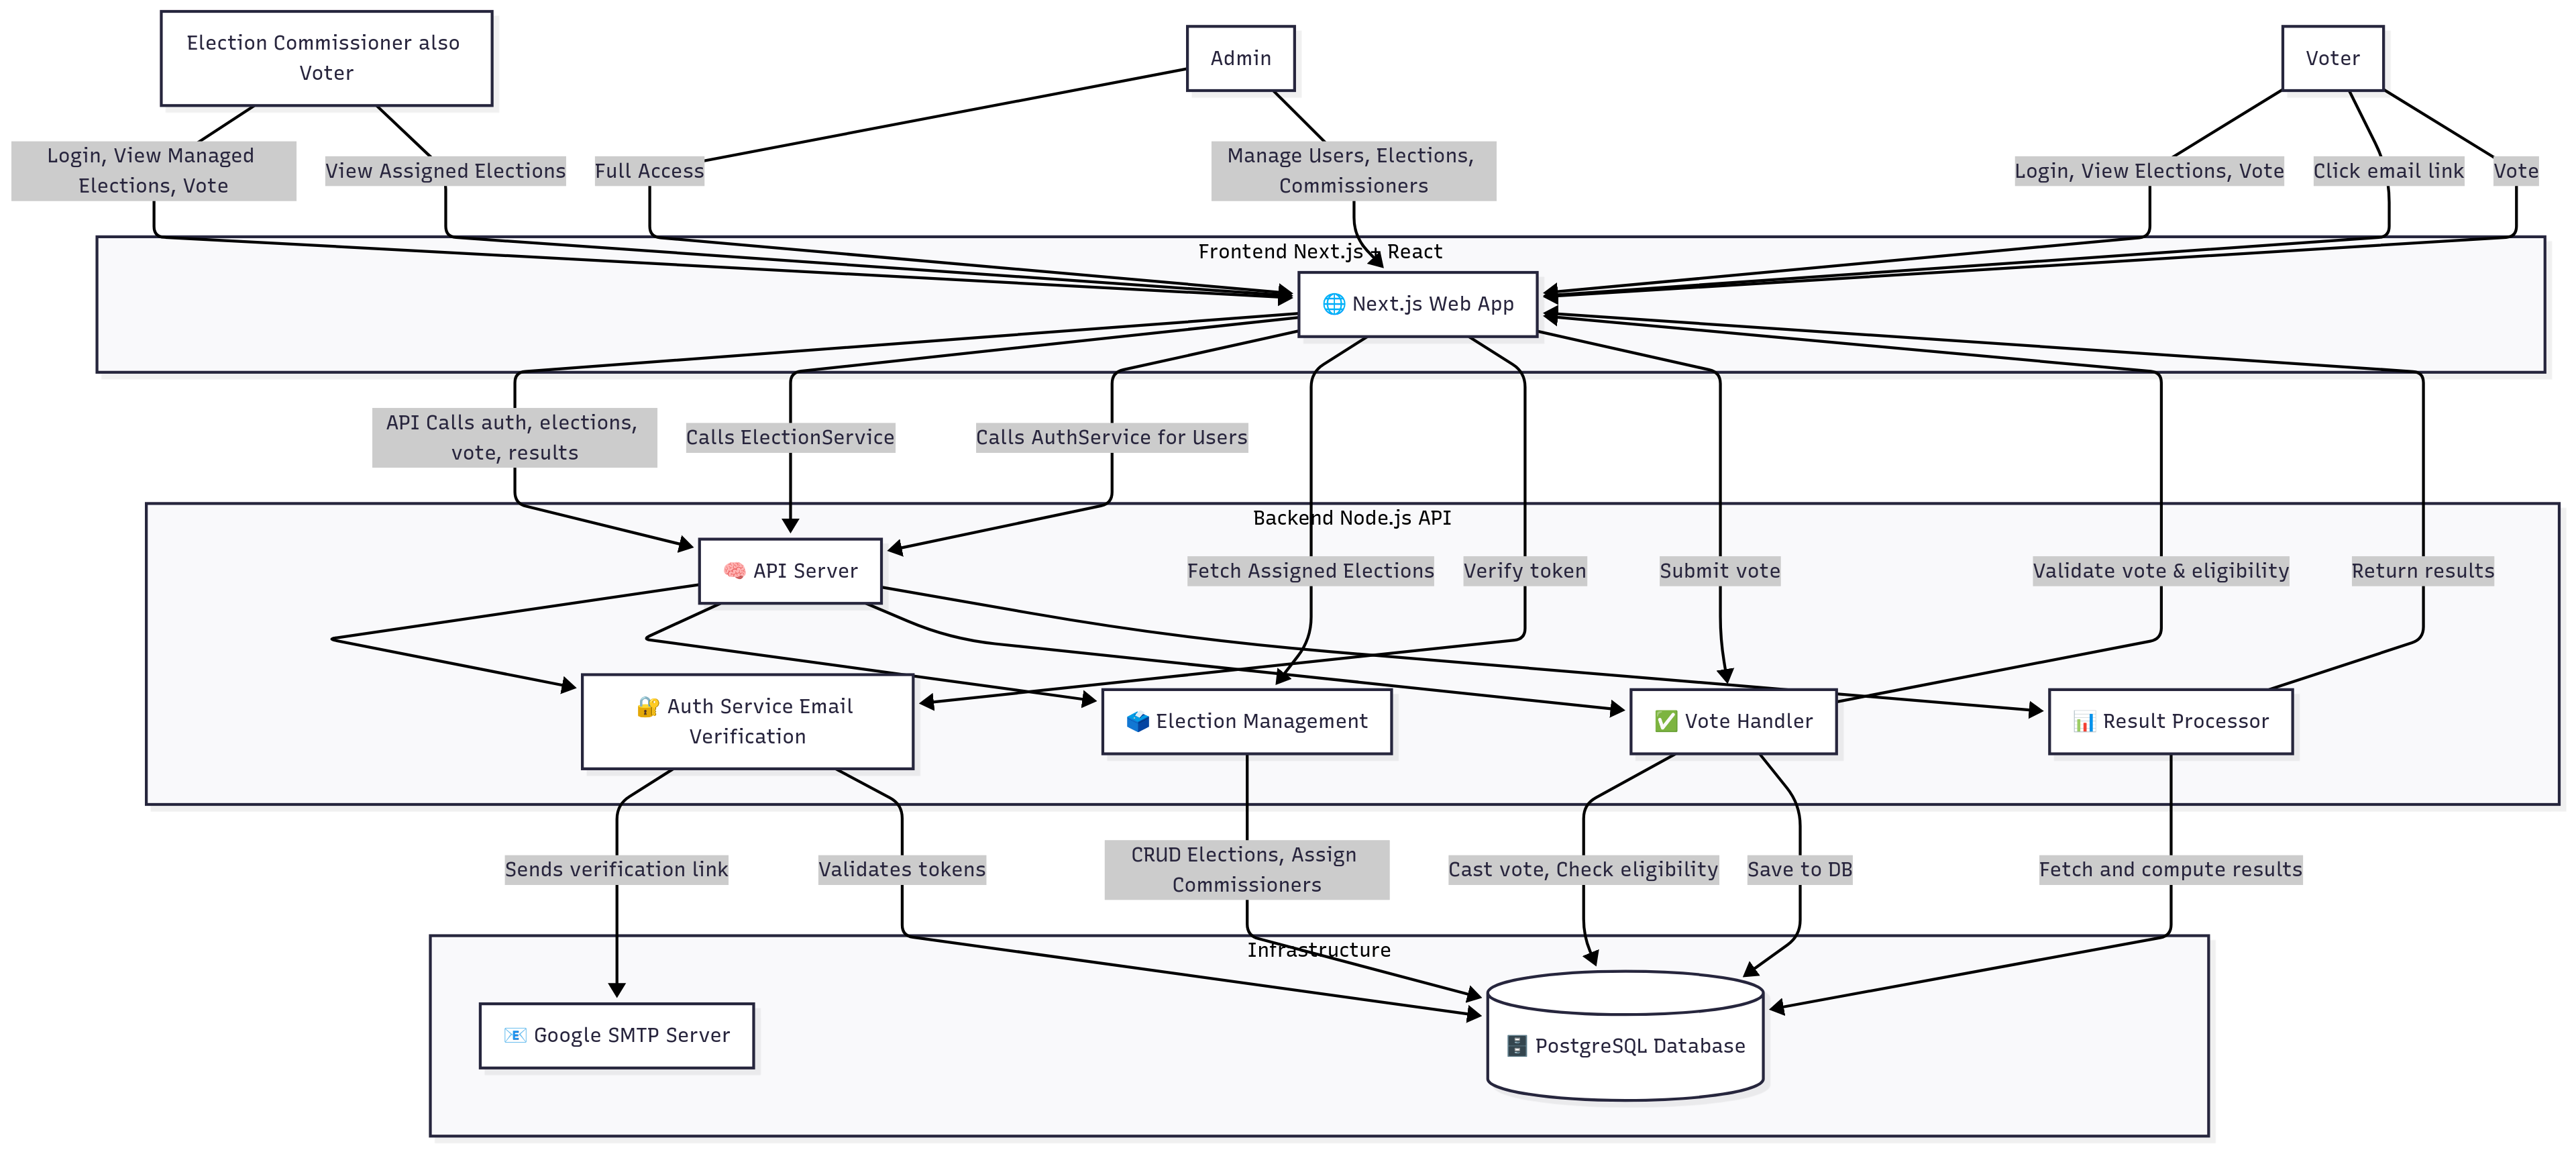 Election Commissioner also
Voter
Admin
Voter
Login, View Managed
Elections, Vote
View Assigned Elections
Full Access
Manage Users, Elections,
Commissioners
Login, View Elections, Vote
Click email link
Vote
Frontend Next.js + React
🌐 Next.js Web App
API Calls auth, elections,
vote, results
Calls ElectionService
Calls AuthService for Users
Backend Node.js API
🧠 API Server
Fetch Assigned Elections
Verify token
Submit vote
Validate vote & eligibility
Return results
🔐 Auth Service Email
Verification
🗳️ Election Management
✅ Vote Handler
📊 Result Processor
Sends verification link
Validates tokens
CRUD Elections, Assign
Commissioners
Cast vote, Check eligibility
Save to DB
Fetch and compute results
Infrastructure
📧 Google SMTP Server
🗄️ PostgreSQL Database